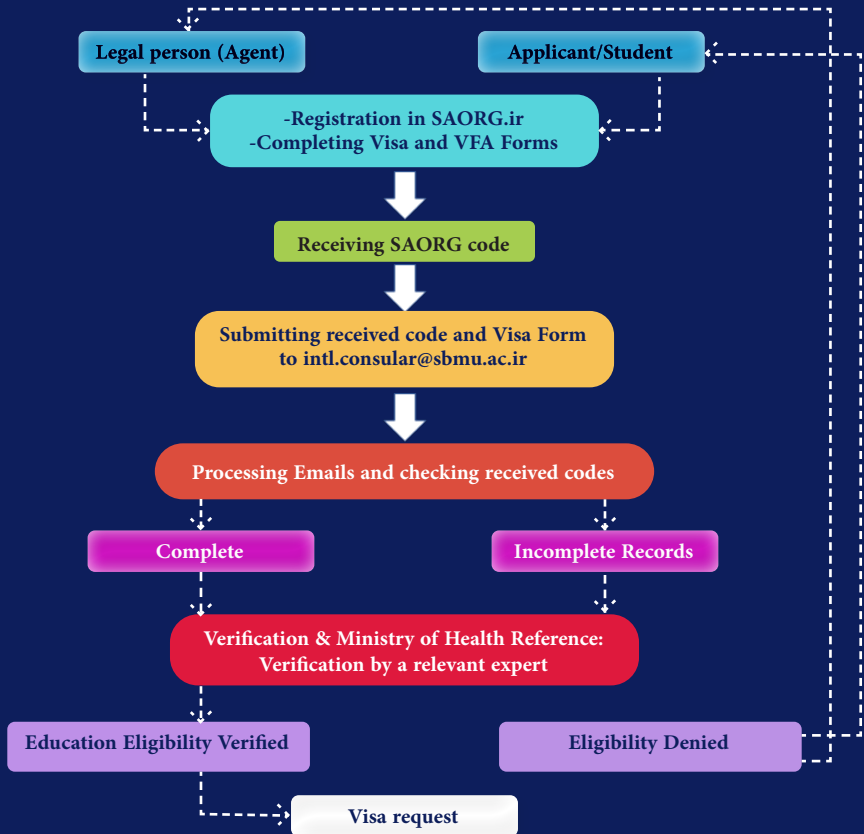 Legal person (Agent)
Applicant/Student
-Registration in SAORG.ir
-Completing Visa and VFA Forms
Receiving SAORG code
Submitting received code and Visa Form
to intl.consular@sbmu.ac.ir
Processing Emails and checking received codes
Complete
Incomplete Records
Verification & Ministry of Health Reference:
Verification by a relevant expert
Education Eligibility Verified
Eligibility Denied
Visa request